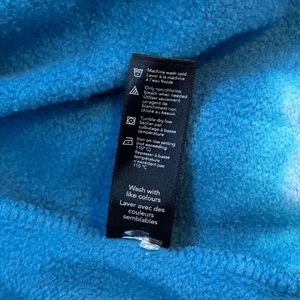 Machine wash cold
Laver à la machine
à l'eau froide
Only non-chlorine
bleach when needed
Utiliser seulement
un agent de
blanchiment non
chloré au besoin
Tumble dry low
Sécher par
culbutage à basse
température
Iron on low setting
(not exceeding
110°C)
Repasser à basse
température
n'excédant pas
110°C
Wash with
like colours
Laver avec des
couleurs
semblables